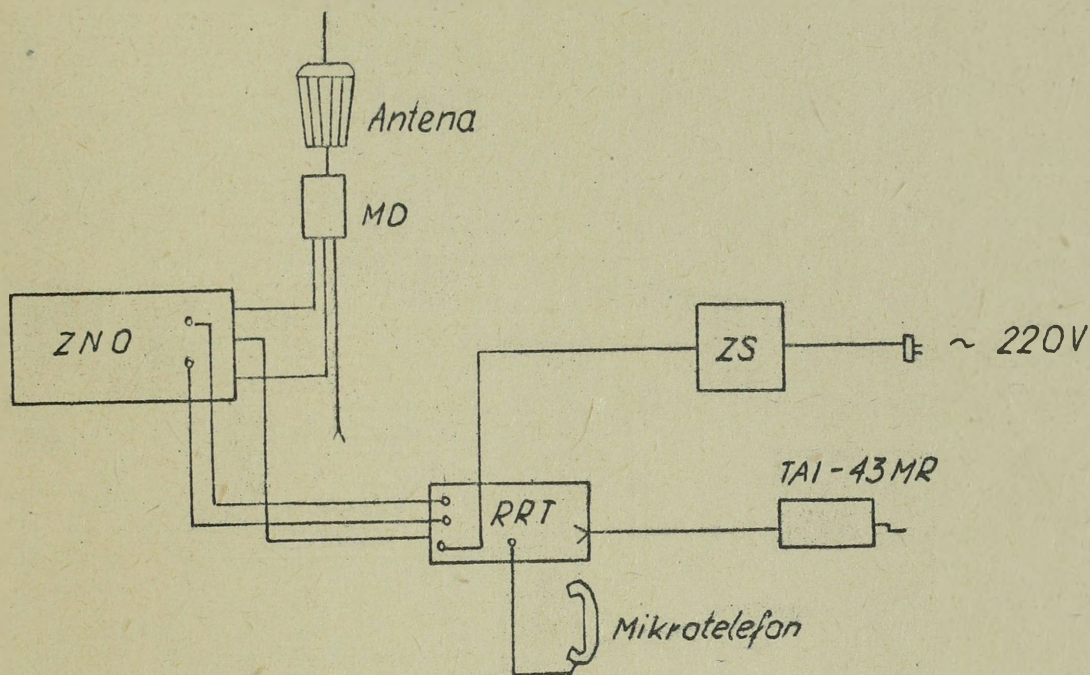 Antena
MD
ZNO
ZS
~ 220V
TAI-43MR
RRT
Mikrotelefon